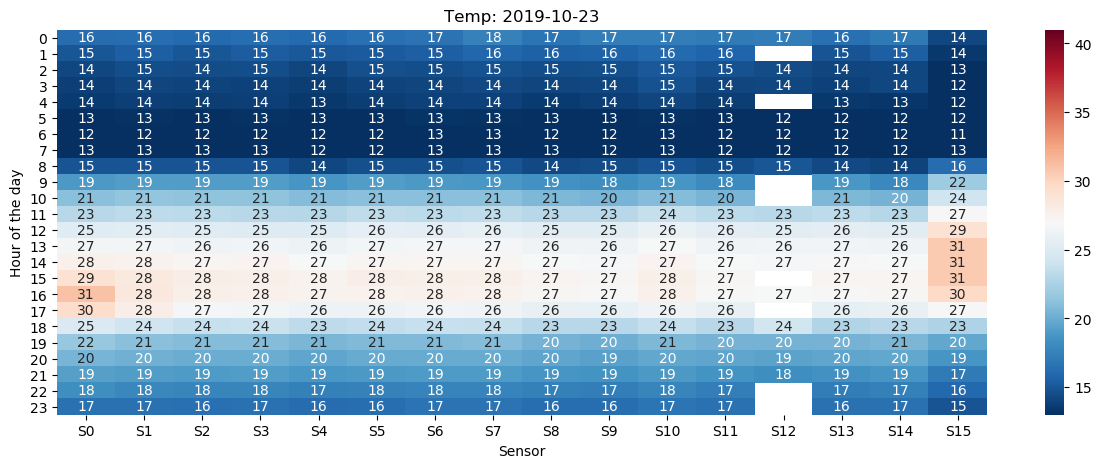 Temp: 2019-10-23
0 16 16 16 16 16 16 17 18 17 17 17 17 17 16 17 14
1 15 15 15 15 15 15 15 16 16 16 16 16 15 15 14
2 14 15 14 15 14 15 15 15 15 15 16 15 14 14 14 13
3 14 14 14 14 14 14 14 14 14 14 15 14 14 14 14 12
4 14 14 14 14 13 14 14 14 14 14 14 14 13 13 12
5 13 13 13 13 12 13 13 13 13 13 13 13 12 12 12 12
6 12 12 12 12 12 12 13 13 12 12 13 12 12 12 12 11
7 13 13 13 12 12 12 13 13 13 12 13 12 12 12 12 13
8 15 15 15 15 14 15 15 15 14 15 15 15 15 14 14 16
9 19 19 19 19 19 19 19 19 19 18 19 18 19 18 22
10 21 21 21 21 21 21 21 21 21 20 21 20 21 20 24
11 23 23 23 23 23 23 23 23 23 23 24 23 23 23 23 27
12 25 25 25 25 25 26 26 26 25 25 26 26 25 26 25 29
13 27 27 26 26 26 27 27 27 26 26 27 26 26 27 26 31
14 28 28 27 27 27 27 27 27 27 27 27 27 27 27 27 31
15 29 28 28 28 27 28 28 28 27 27 28 27 27 27 31
16 31 28 28 28 27 28 28 28 27 27 28 27 27 27 27 30
17 30 28 27 27 26 26 26 26 26 26 26 26 26 26 27
18 25 24 24 24 23 24 24 24 23 23 24 23 24 23 23 23
19 22 21 21 21 21 21 21 21 20 20 21 20 20 20 21 20
20 20 20 20 20 20 20 20 20 20 19 20 20 19 20 20 19
21 19 19 19 19 19 19 19 19 19 19 19 19 18 19 19 17
22 18 18 18 18 17 18 18 18 17 17 18 17 17 17 16
23 17 17 16 17 16 16 17 17 16 16 17 17 16 17 15
S0 S1 S2 S3 S4 S5 S6 S7 S8 S9 S10 S11 S12 S13 S14 S15
Sensor
Hour of the day
40
35
30
25
20
15